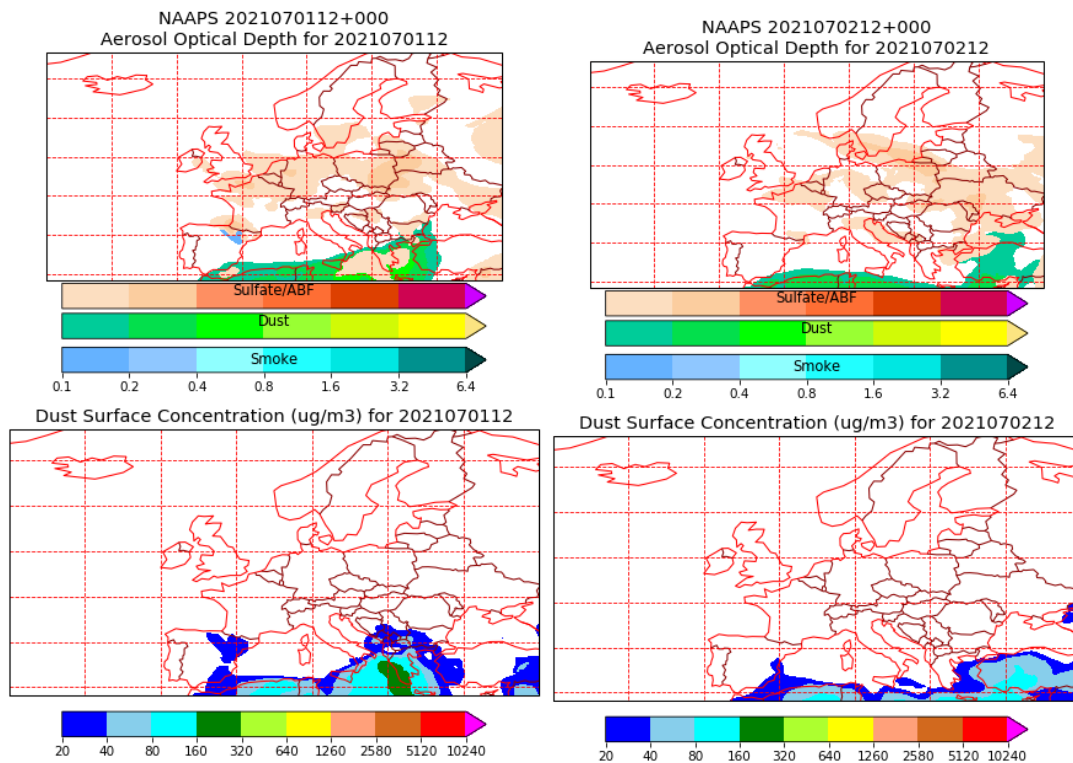 NAAPS 2021070112+000
Aerosol Optical Depth for 2021070112
Sulfate/ABF
Dust
Smoke
0.1 0.2 0.4 0.8 1.6 3.2 6.4
NAAPS 2021070212+000
Aerosol Optical Depth for 2021070212
Sulfate/ABF
Dust
Smoke
0.1 0.2 0.4 0.8 1.6 3.2 6.4
Dust Surface Concentration (ug/m3) for 2021070112
20 40 80 160 320 640 1260 2580 5120 10240
Dust Surface Concentration (ug/m3) for 2021070212
20 40 80 160 320 640 1260 2580 5120 10240